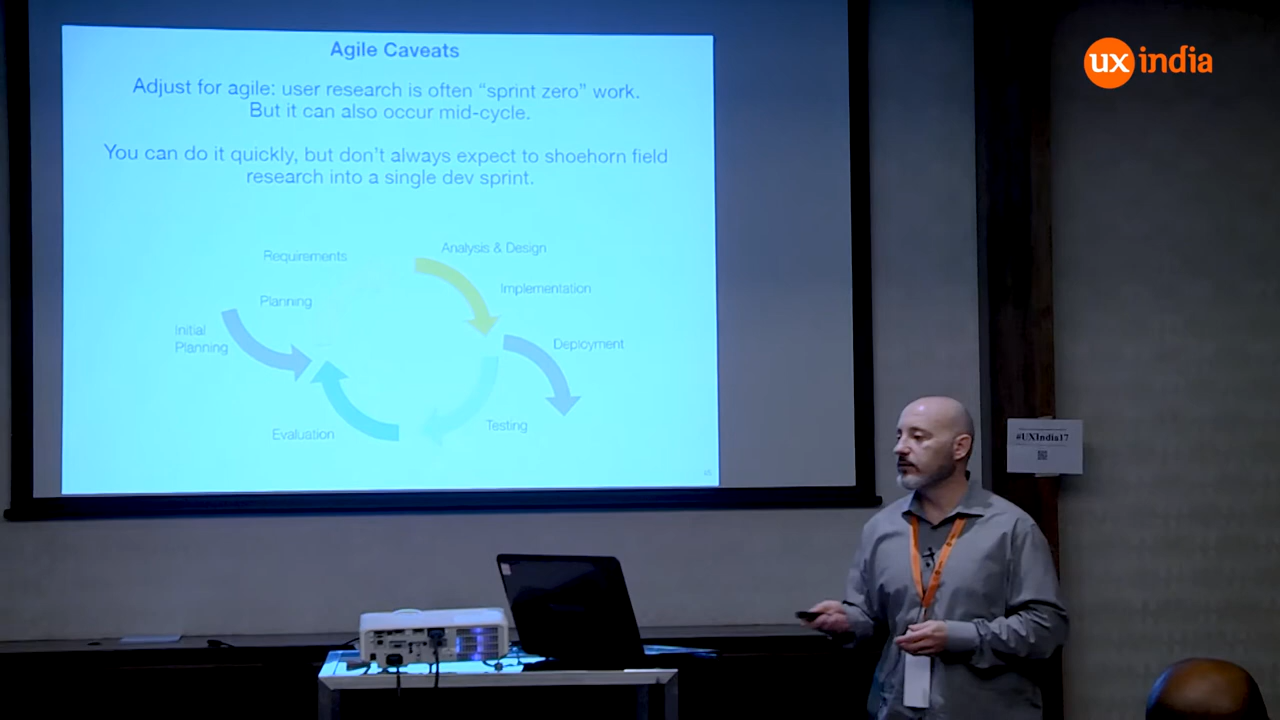 Agile Caveats
Adjust for agile: user research is often “sprint zero” work.
But it can also occur mid-cycle.
You can do it quickly, but don’t always expect to shoehorn field
research into a single dev sprint.
Requirements
Analysis & Design
Planning
Implementation
Initial
Planning
Deployment
Evaluation
Testing
ux india
#UXIndia17